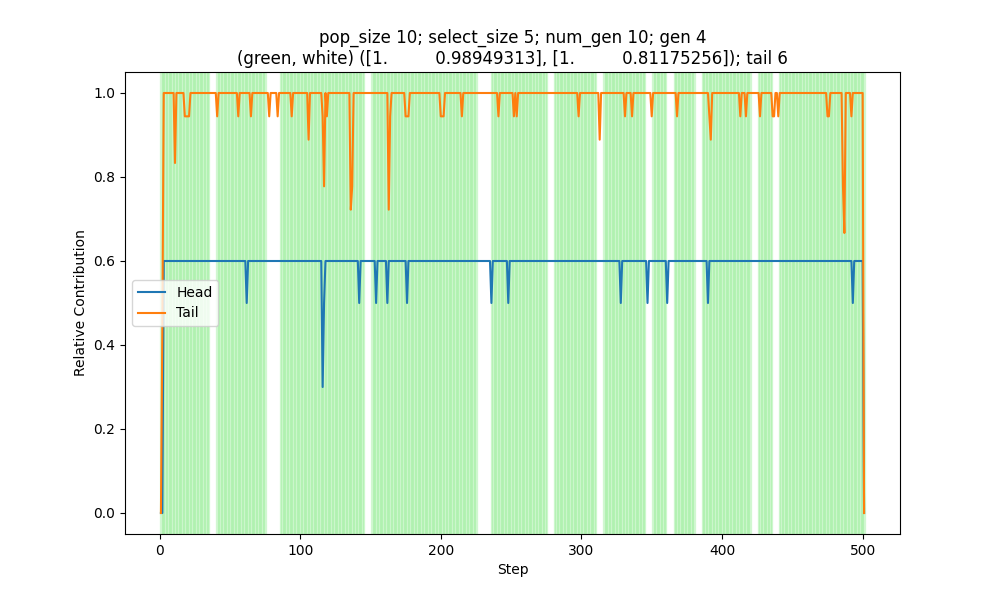 pop_size 10; select_size 5; num_gen 10; gen 4
(green, white) ([1.         0.98949313], [1.         0.81175256]); tail 6
1.0
0.8
0.6
0.4
0.2
0.0
Relative Contribution
Head
Tail
0 100 200 300 400 500
Step